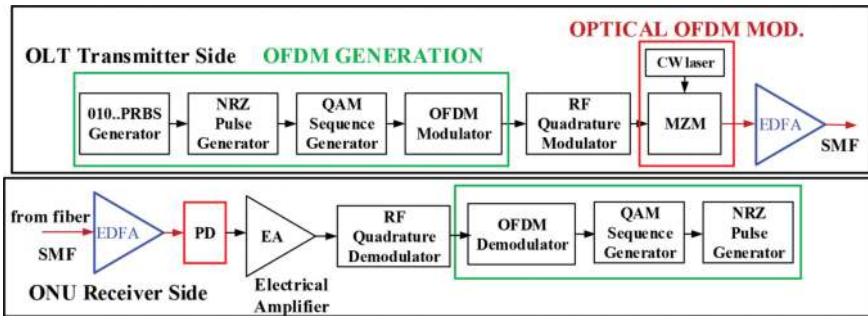 OLT Transmitter Side
OFDM GENERATION
OPTICAL OFDM MOD.
010..PRBS
Generator
NRZ
Pulse
Generator
QAM
Sequence
Generator
OFDM
Modulator
RF
Quadrature
Modulator
CW laser
MZM
EDFA
SMF
from fiber
SMF
EDFA
PD
EA
Electrical
Amplifier
RF
Quadrature
Demodulator
OFDM
Demodulator
QAM
Sequence
Generator
NRZ
Pulse
Generator
ONU Receiver Side